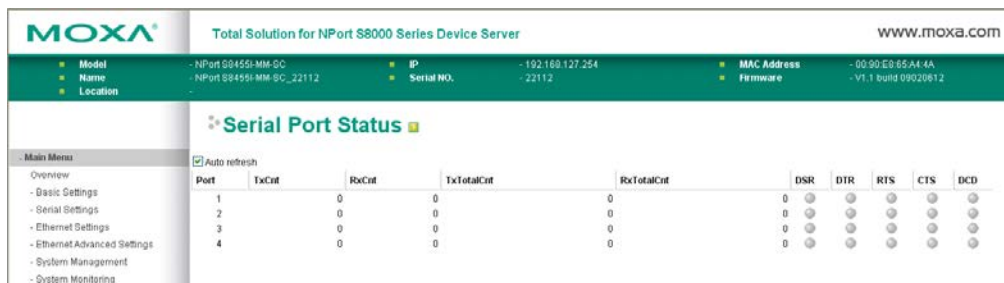 MOXA
Total Solution for NPort S8000 Series Device Server
www.moxa.com
Model - NPort S8455I-MM-SC IP - 192.168.127.254 MAC Address - 00:90:E8:65:A4:4A
Name - NPort S8455I-MM-SC_22112 Serial NO. - 22112 Firmware - V1.1 build 09020612
Location -
Serial Port Status
- Main Menu
Overview
- Basic Settings
- Serial Settings
- Ethernet Settings
- Ethernet Advanced Settings
- System Management
- System Monitoring
Auto refresh
Port TxCnt RxCnt TxTotalCnt RxTotalCnt DSR DTR RTS CTS DCD
1 0 0 0 0
2 0 0 0 0
3 0 0 0 0
4 0 0 0 0